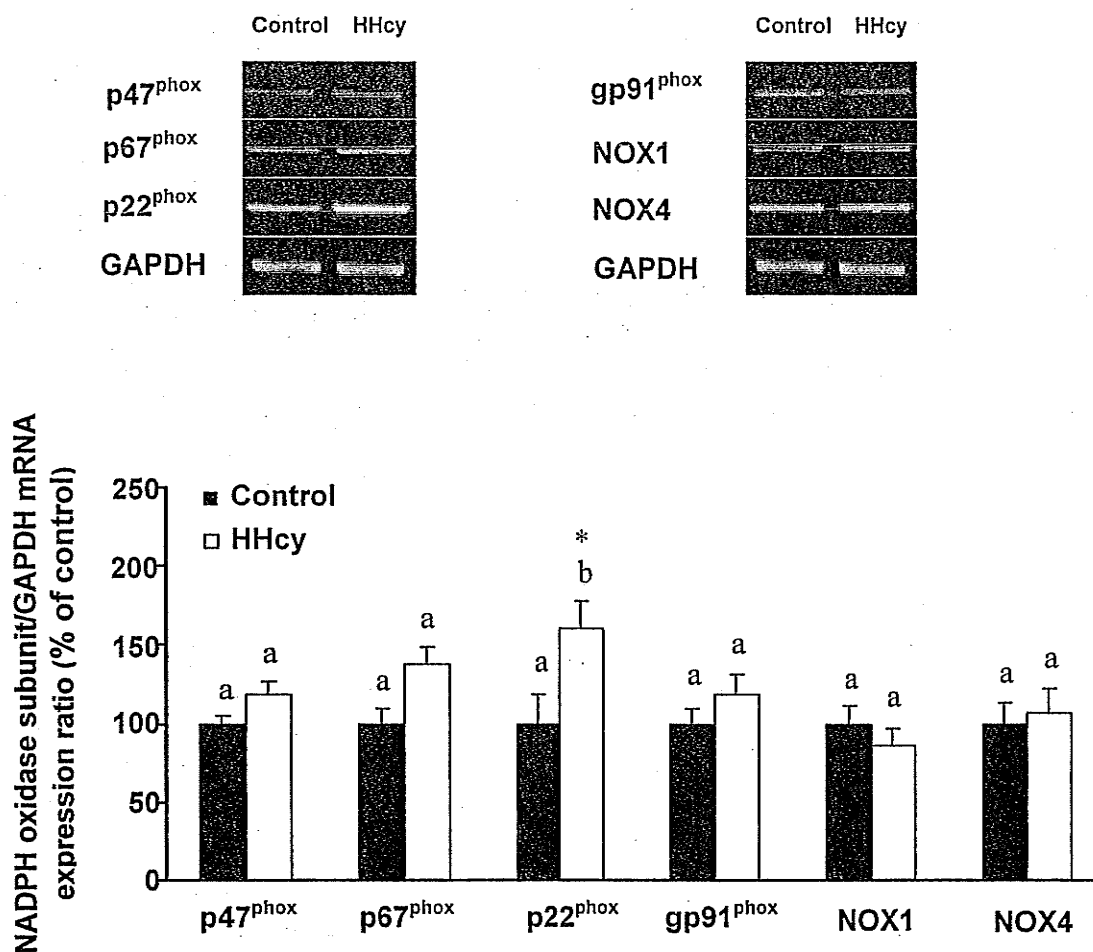 Control HHcy
p47phox
p67phox
p22phox
GAPDH
Control HHcy
gp91phox
NOX1
NOX4
GAPDH
NADPH oxidase subunit/GAPDH mRNA
expression ratio (% of control)
250
200
150
100
50
0
Control
HHcy
a
a
a
a
a
*
b
a
a
a
a
a
a
p47phox
p67phox
p22phox
gp91phox
NOX1
NOX4